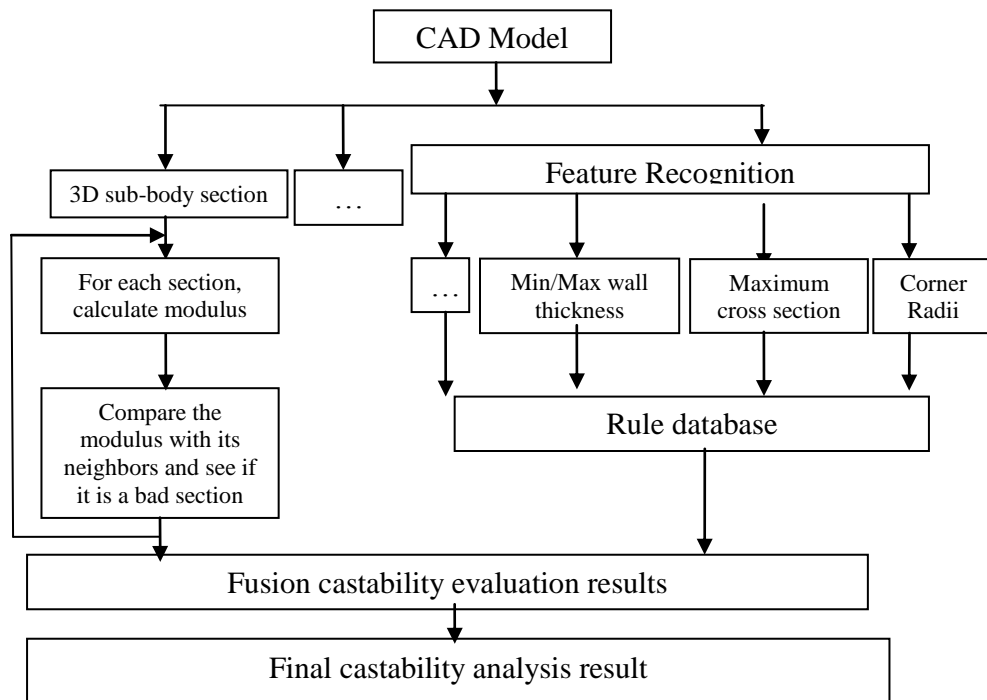 CAD Model
3D sub-body section
…
Feature Recognition
For each section,
calculate modulus
…
Min/Max wall
thickness
Maximum
cross section
Corner
Radii
Compare the
modulus with its
neighbors and see if
it is a bad section
Rule database
Fusion castability evaluation results
Final castability analysis result